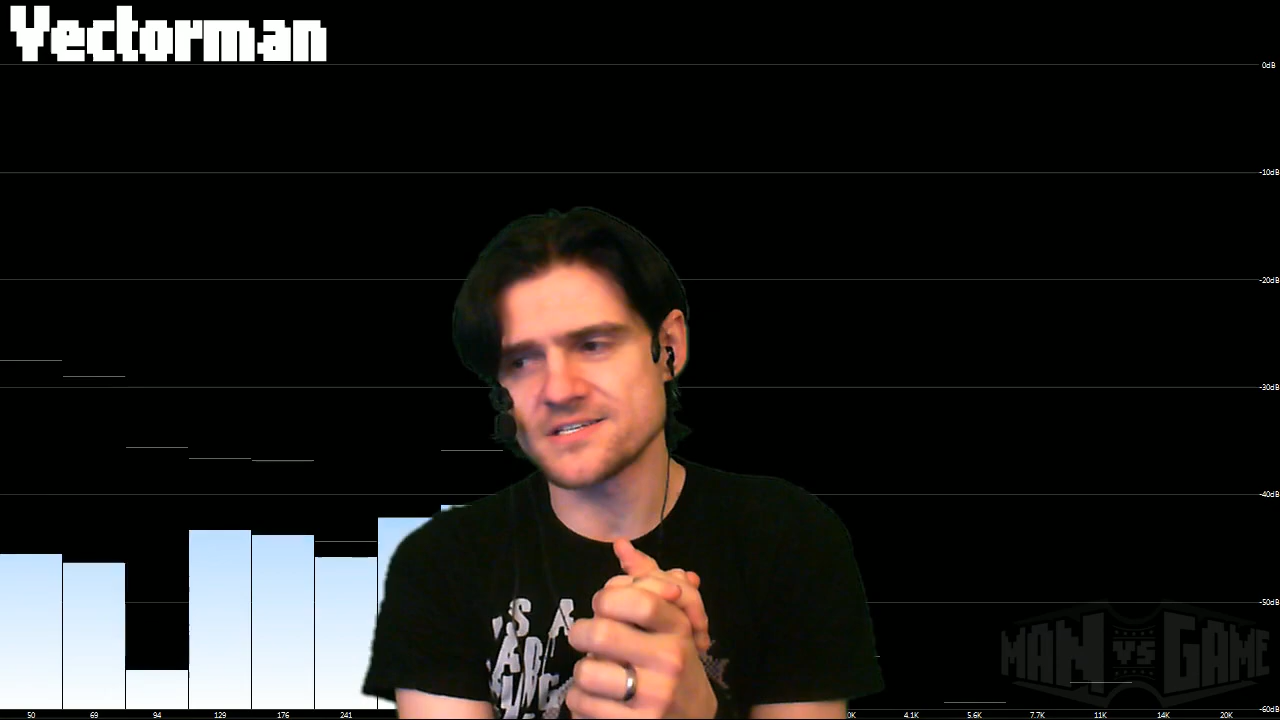 Vectorman
0dB
-10dB
-20dB
-30dB
-40dB
-50dB
MAN VS GAME
-60dB
50 69 94 129 176 241 4.1K 5.6K 7.7K 11K 14K 20K